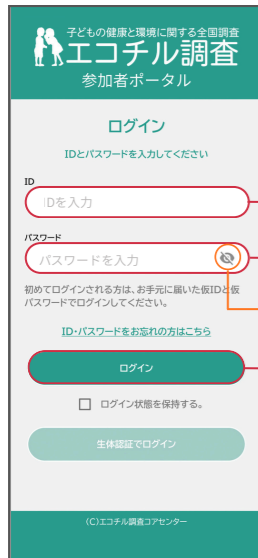 子どもの健康と環境に関する全国調査
エコチル調査
参加者ポータル
ログイン
IDとパスワードを入力してください
ID
IDを入力
パスワード
パスワードを入力
初めてログインされる方は、お手元に届いた仮IDと仮
パスワードでログインしてください。
ID・パスワードをお忘れの方はこちら
ログイン
ログイン状態を保持する。
生体認証でログイン
(C)エコチル調査コアセンター